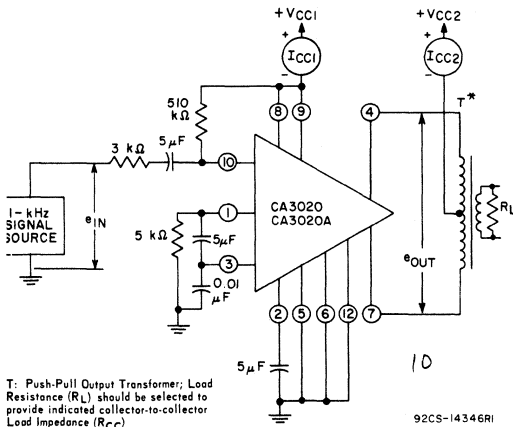 +VCC1
+VCC2
+
ICC1
-
+
ICC2
-
510
kΩ
8
9
4
T*
3 kΩ
5μF
10
1-kHz
SIGNAL
SOURCE
eIN
CA3020
CA3020A
RL
1
5 kΩ
5μF
3
0.01
μF
eOUT
2
5
6
12
7
5μF
10
T: Push-Pull Output Transformer; Load
Resistance (RL) should be selected to
provide indicated collector-to-collector
Load Impedance (RCC)
92CS-14346RI